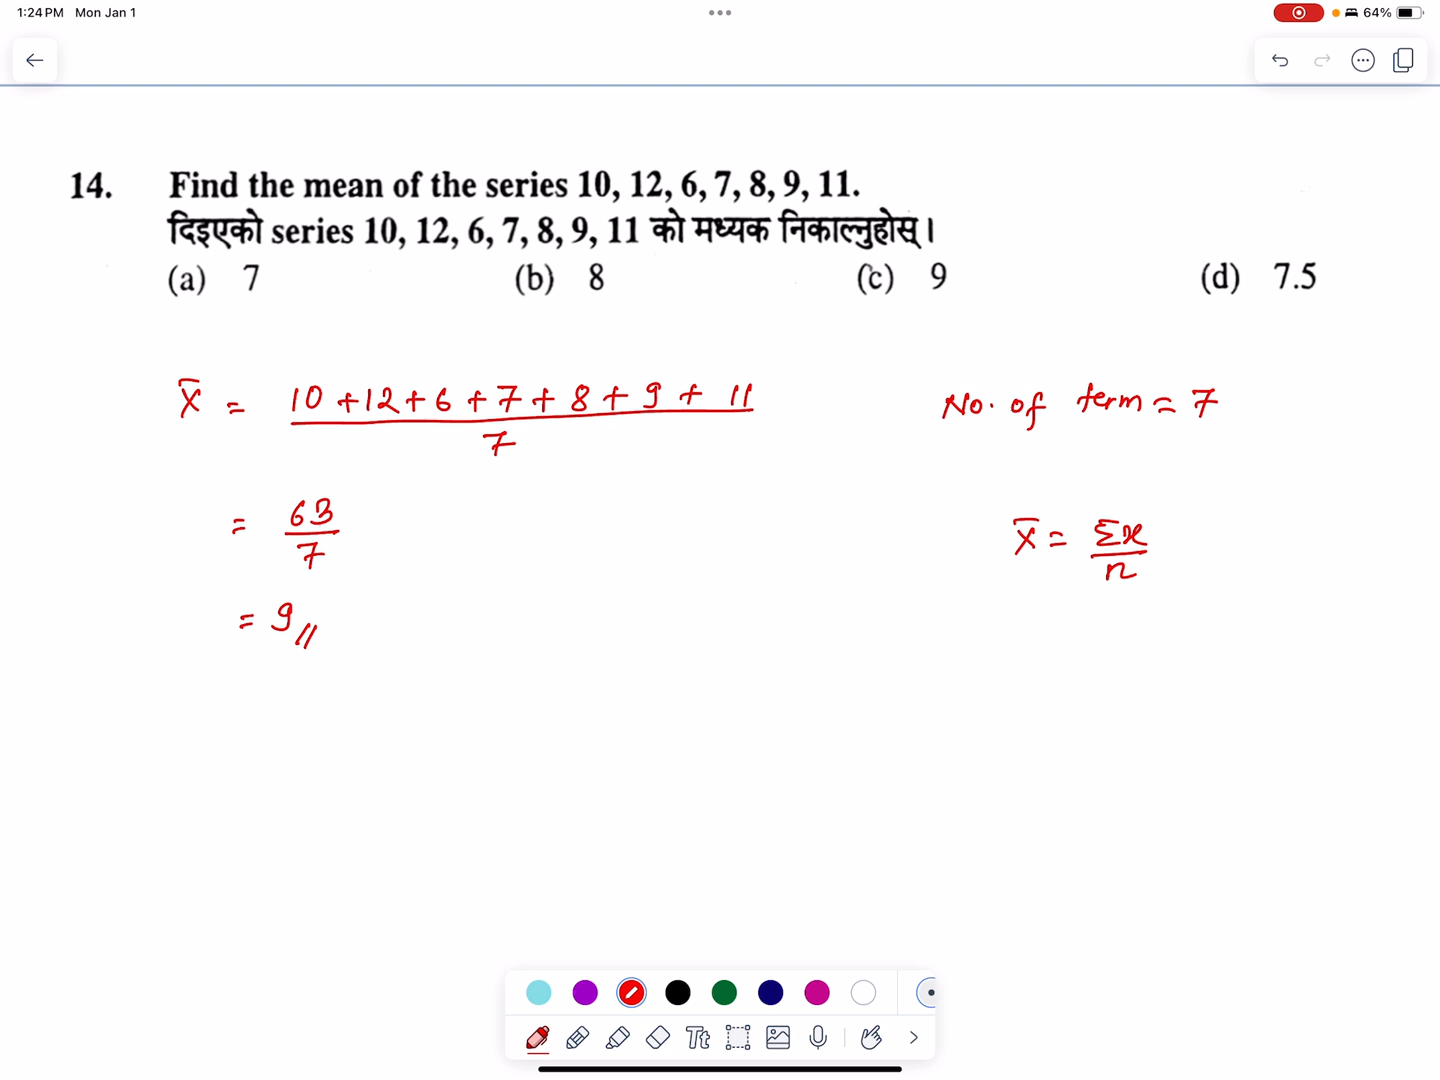 1:24 PM Mon Jan 1
64%
14. Find the mean of the series 10, 12, 6, 7, 8, 9, 11.
दिइएको series 10, 12, 6, 7, 8, 9, 11 को मध्यक निकाल्नुहोस्।
(a) 7 (b) 8 (c) 9 (d) 7.5
X̄ = 10 + 12 + 6 + 7 + 8 + 9 + 11 No. of term = 7
7
= 63 X̄ = Σx
7 n
= 9 //
Tt